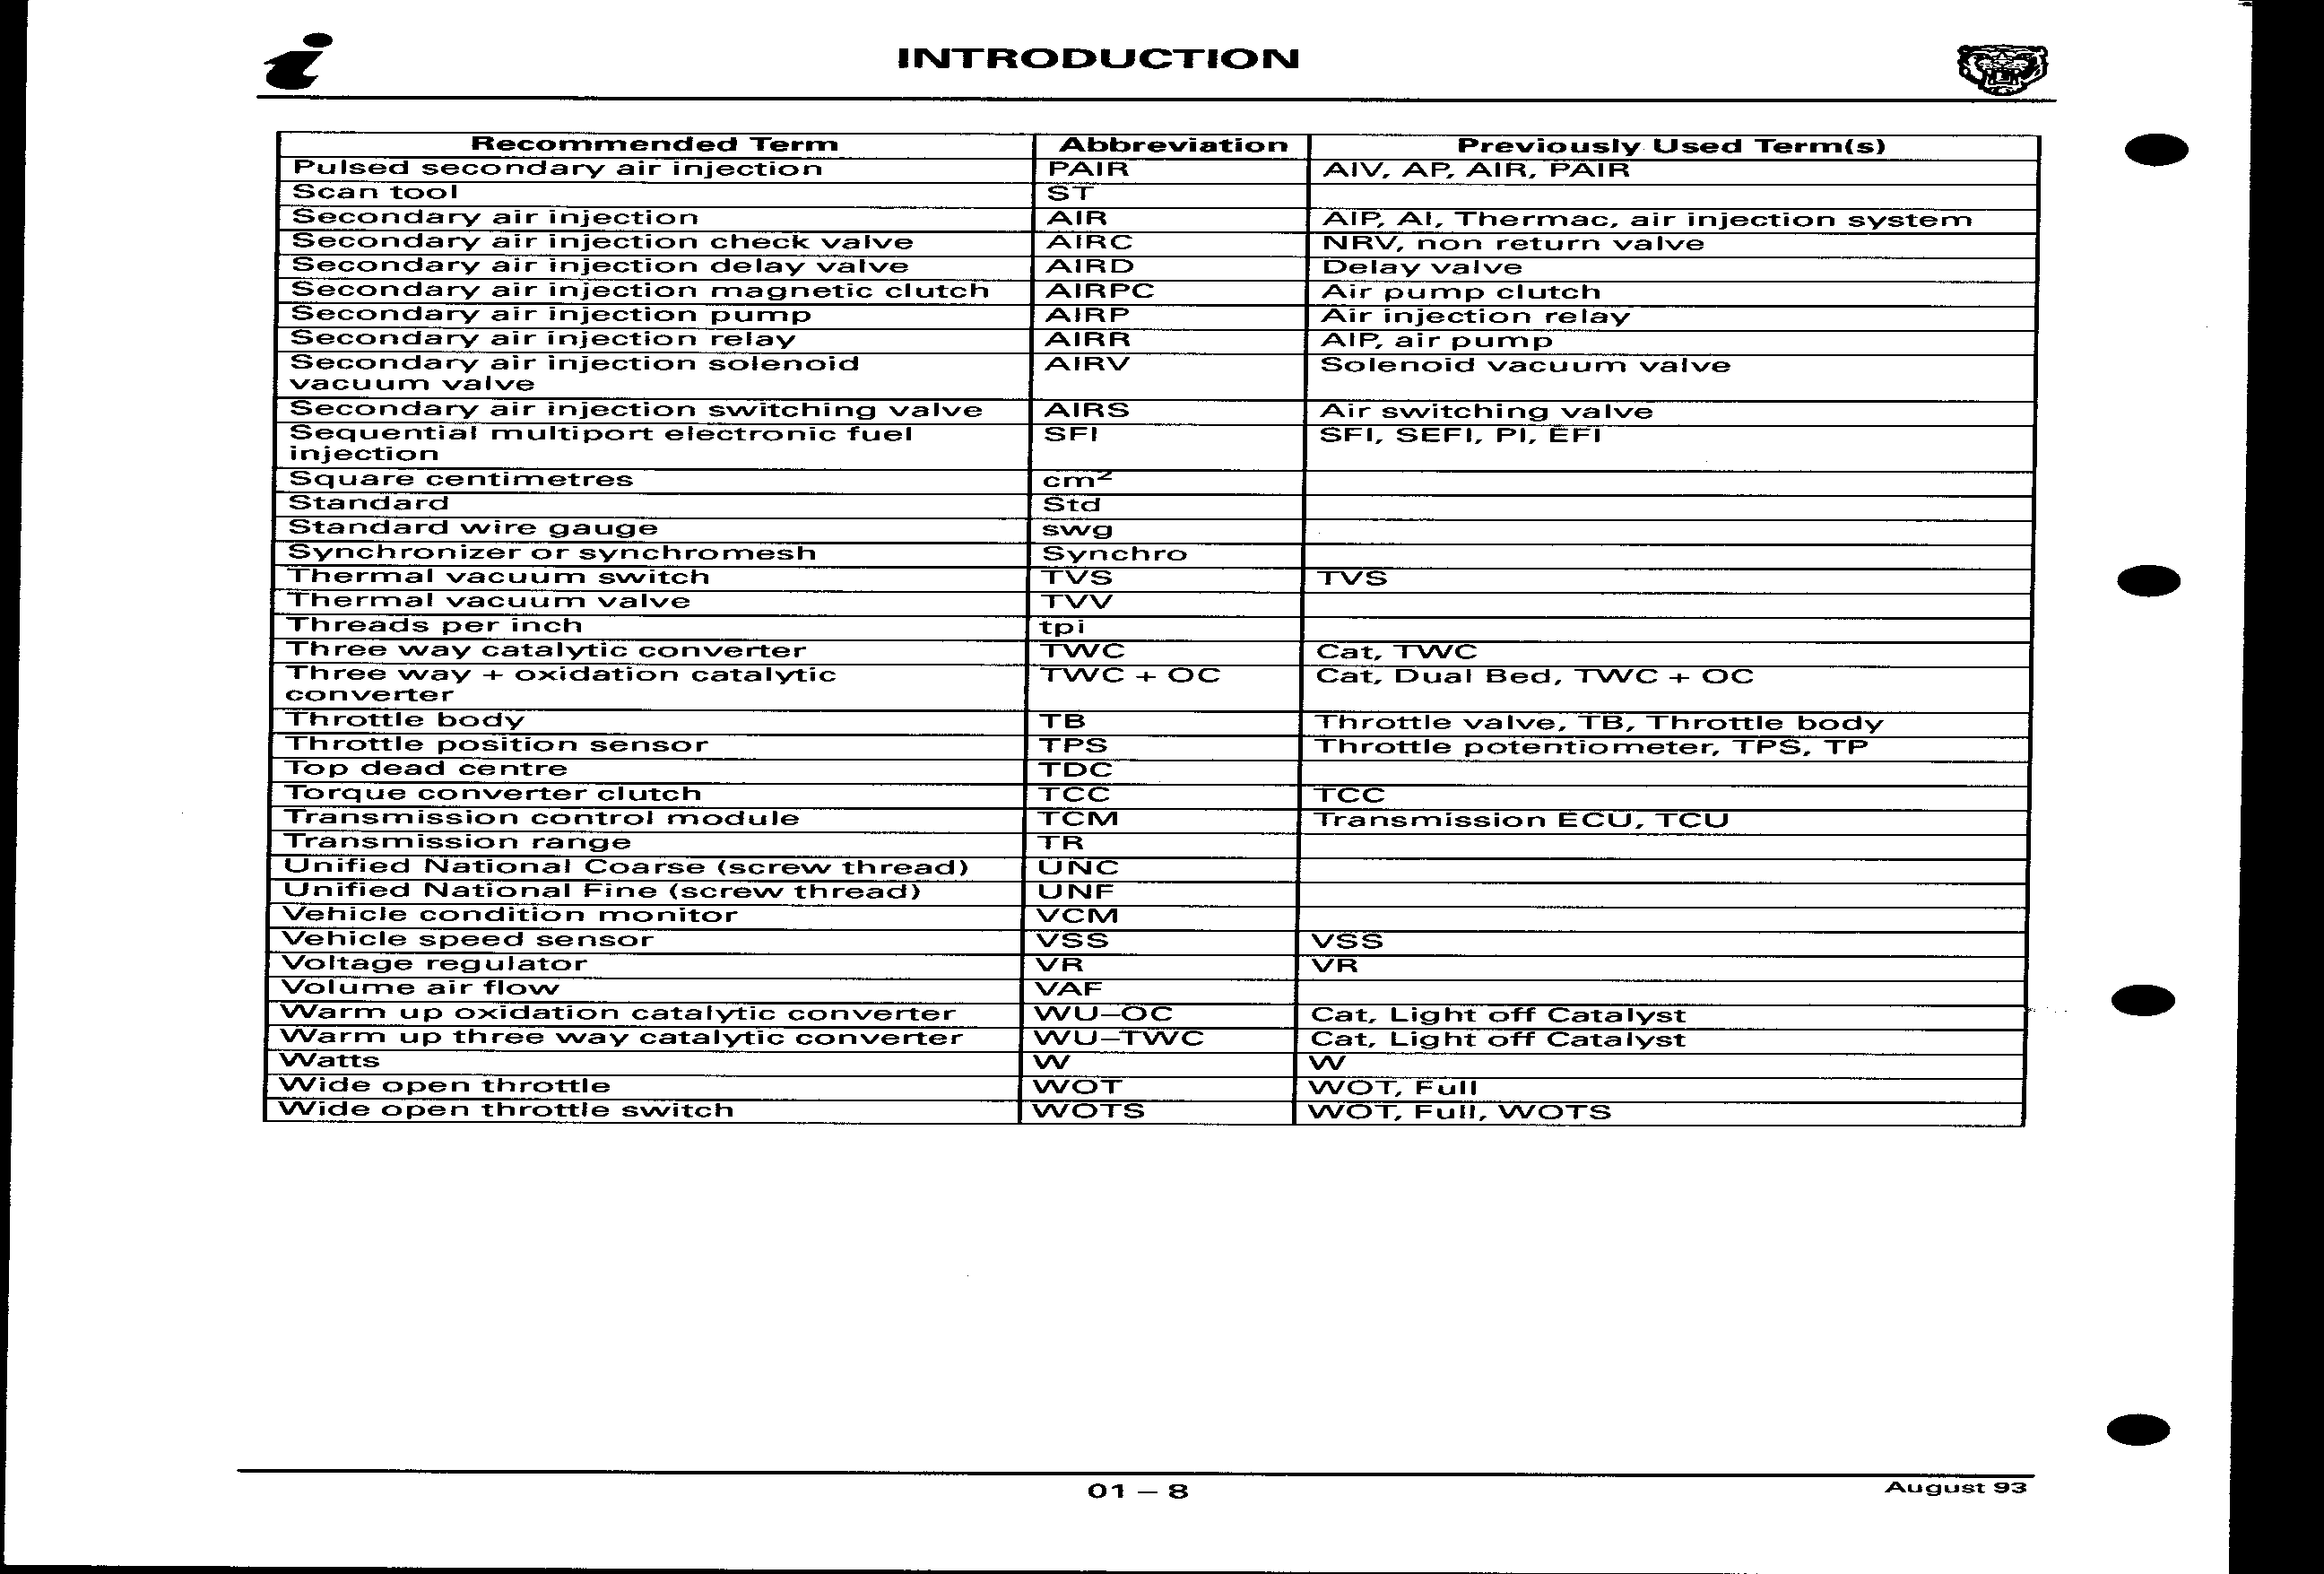 INTRODUCTION
Recommended Term Abbreviation Previously Used Term(s)
Pulsed secondary air injection PAIR AIV, AP, AIR, PAIR
Scan tool ST
Secondary air injection AIR AIP, AI, Thermac, air injection system
Secondary air injection check valve AIRC NRV, non return valve
Secondary air injection delay valve AIRD Delay valve
Secondary air injection magnetic clutch AIRPC Air pump clutch
Secondary air injection pump AIRP Air injection relay
Secondary air injection relay AIRR AIP, air pump
Secondary air injection solenoid AIRV Solenoid vacuum valve
vacuum valve
Secondary air injection switching valve AIRS Air switching valve
Sequential multiport electronic fuel SFI SFI, SEFI, PI, EFI
injection
Square centimetres cm²
Standard Std
Standard wire gauge swg
Synchronizer or synchromesh Synchro
Thermal vacuum switch TVS TVS
Thermal vacuum valve TVV
Threads per inch tpi
Three way catalytic converter TWC Cat, TWC
Three way + oxidation catalytic TWC + OC Cat, Dual Bed, TWC + OC
converter
Throttle body TB Throttle valve, TB, Throttle body
Throttle position sensor TPS Throttle potentiometer, TPS, TP
Top dead centre TDC
Torque converter clutch TCC TCC
Transmission control module TCM Transmission ECU, TCU
Transmission range TR
Unified National Coarse (screw thread) UNC
Unified National Fine (screw thread) UNF
Vehicle condition monitor VCM
Vehicle speed sensor VSS VSS
Voltage regulator VR VR
Volume air flow VAF
Warm up oxidation catalytic converter WU–OC Cat, Light off Catalyst
Warm up three way catalytic converter WU–TWC Cat, Light off Catalyst
Watts W W
Wide open throttle WOT WOT, Full
Wide open throttle switch WOTS WOT, Full, WOTS
01 – 8
August 93